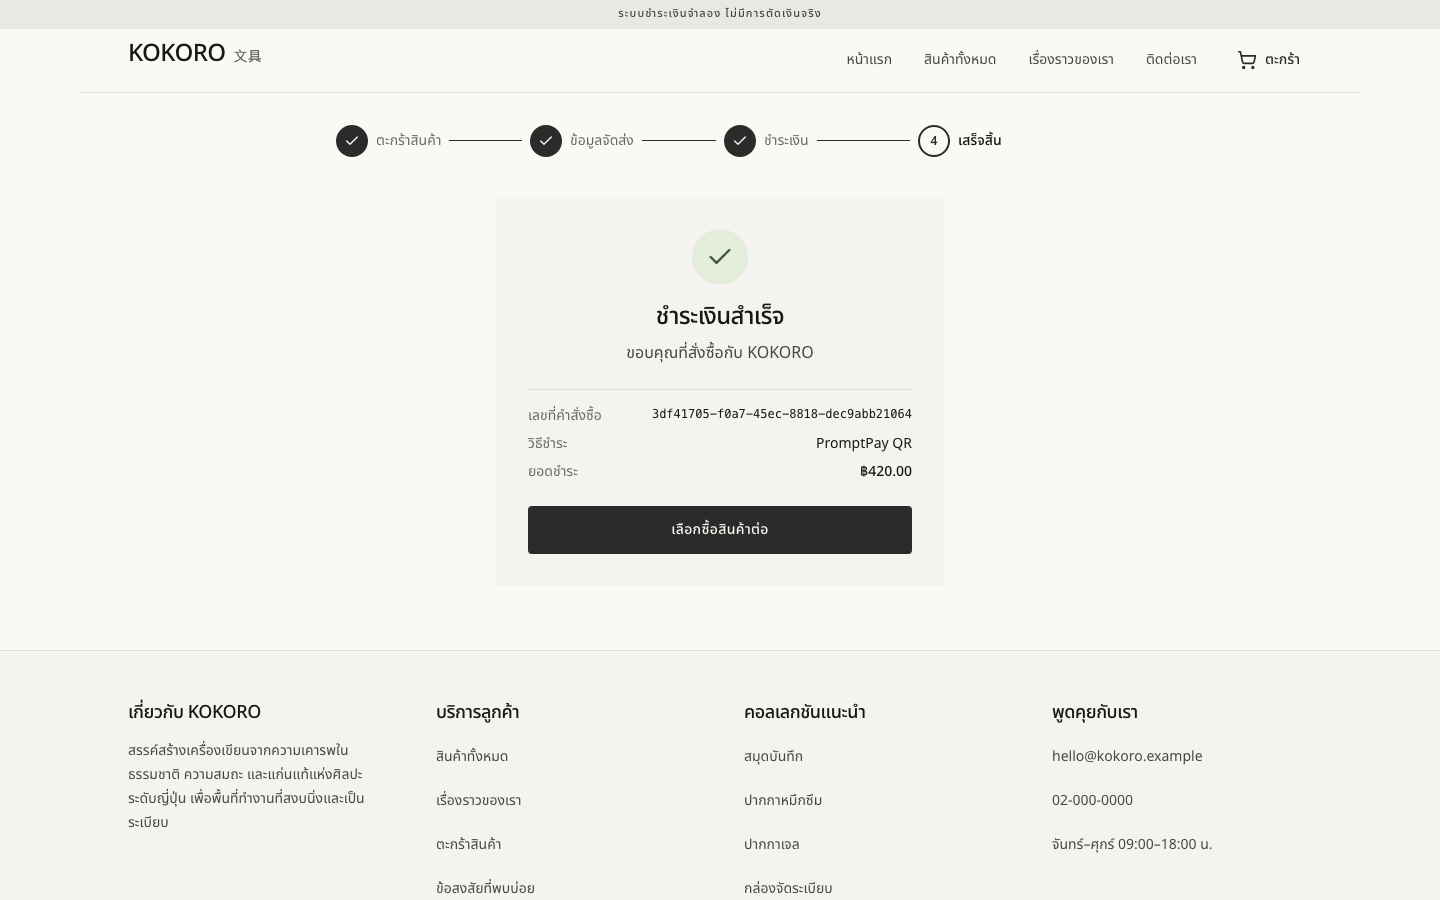 ระบบชำระเงินจำลอง ไม่มีการตัดเงินจริง
KOKORO 文具
หน้าแรก สินค้าทั้งหมด เรื่องราวของเรา ติดต่อเรา ตะกร้า
ตะกร้าสินค้า ข้อมูลจัดส่ง ชำระเงิน 4 เสร็จสิ้น
ชำระเงินสำเร็จ
ขอบคุณที่สั่งซื้อกับ KOKORO
เลขที่คำสั่งซื้อ 3df41705-f0a7-45ec-8818-dec9abb21064
วิธีชำระ PromptPay QR
ยอดชำระ ฿420.00
เลือกซื้อสินค้าต่อ
เกี่ยวกับ KOKORO
สรรค์สร้างเครื่องเขียนจากความเคารพใน
ธรรมชาติ ความสมถะ และแก่นแท้แห่งศิลปะ
ระดับญี่ปุ่น เพื่อพื้นที่ทำงานที่สงบนิ่งและเป็น
ระเบียบ
บริการลูกค้า
สินค้าทั้งหมด
เรื่องราวของเรา
ตะกร้าสินค้า
ข้อสงสัยที่พบบ่อย
คอลเลกชันแนะนำ
สมุดบันทึก
ปากกาหมึกซึม
ปากกาเจล
กล่องจัดระเบียบ
พูดคุยกับเรา
hello@kokoro.example
02-000-0000
จันทร์–ศุกร์ 09:00–18:00 น.